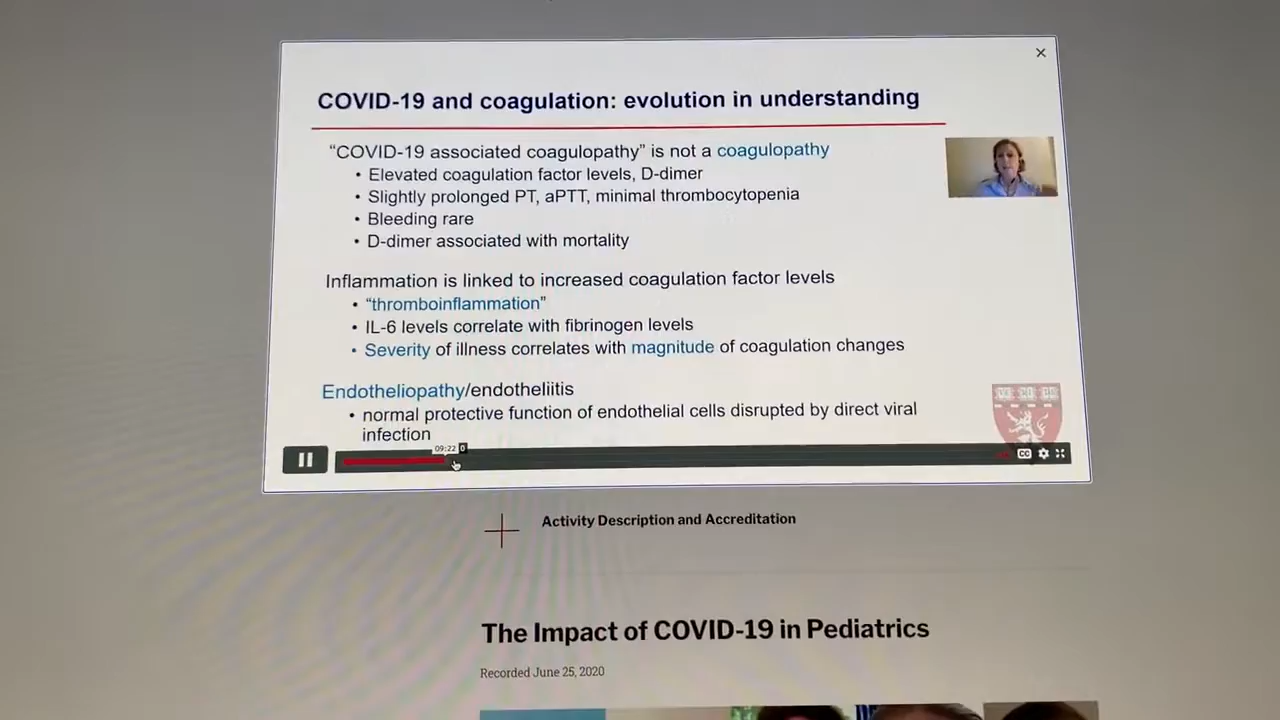 ×
COVID-19 and coagulation: evolution in understanding
“COVID-19 associated coagulopathy” is not a coagulopathy
• Elevated coagulation factor levels, D-dimer
• Slightly prolonged PT, aPTT, minimal thrombocytopenia
• Bleeding rare
• D-dimer associated with mortality
Inflammation is linked to increased coagulation factor levels
• “thromboinflammation”
• IL-6 levels correlate with fibrinogen levels
• Severity of illness correlates with magnitude of coagulation changes
Endotheliopathy/endotheliitis
• normal protective function of endothelial cells disrupted by direct viral
infection
09:22
CC
Activity Description and Accreditation
The Impact of COVID-19 in Pediatrics
Recorded June 25, 2020